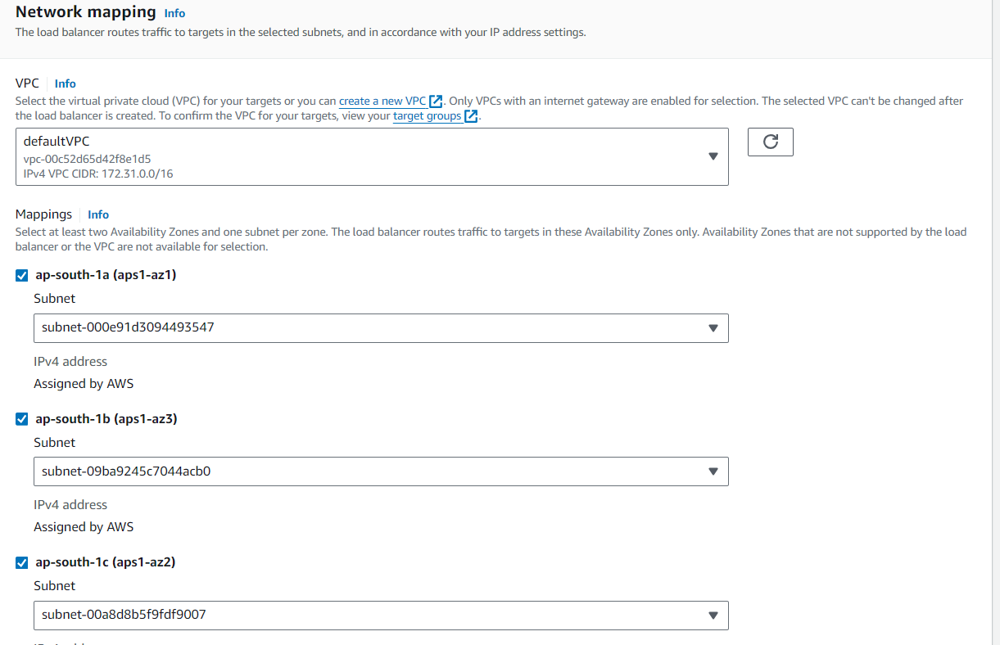 Network mapping Info
The load balancer routes traffic to targets in the selected subnets, and in accordance with your IP address settings.
VPC Info
Select the virtual private cloud (VPC) for your targets or you can create a new VPC. Only VPCs with an internet gateway are enabled for selection. The selected VPC can't be changed after
the load balancer is created. To confirm the VPC for your targets, view your target groups.
defaultVPC
vpc-00c52d65d42f8e1d5
IPv4 VPC CIDR: 172.31.0.0/16
Mappings Info
Select at least two Availability Zones and one subnet per zone. The load balancer routes traffic to targets in these Availability Zones only. Availability Zones that are not supported by the load
balancer or the VPC are not available for selection.
ap-south-1a (aps1-az1)
Subnet
subnet-000e91d3094493547
IPv4 address
Assigned by AWS
ap-south-1b (aps1-az3)
Subnet
subnet-09ba9245c7044acb0
IPv4 address
Assigned by AWS
ap-south-1c (aps1-az2)
Subnet
subnet-00a8d8b5f9fdf9007